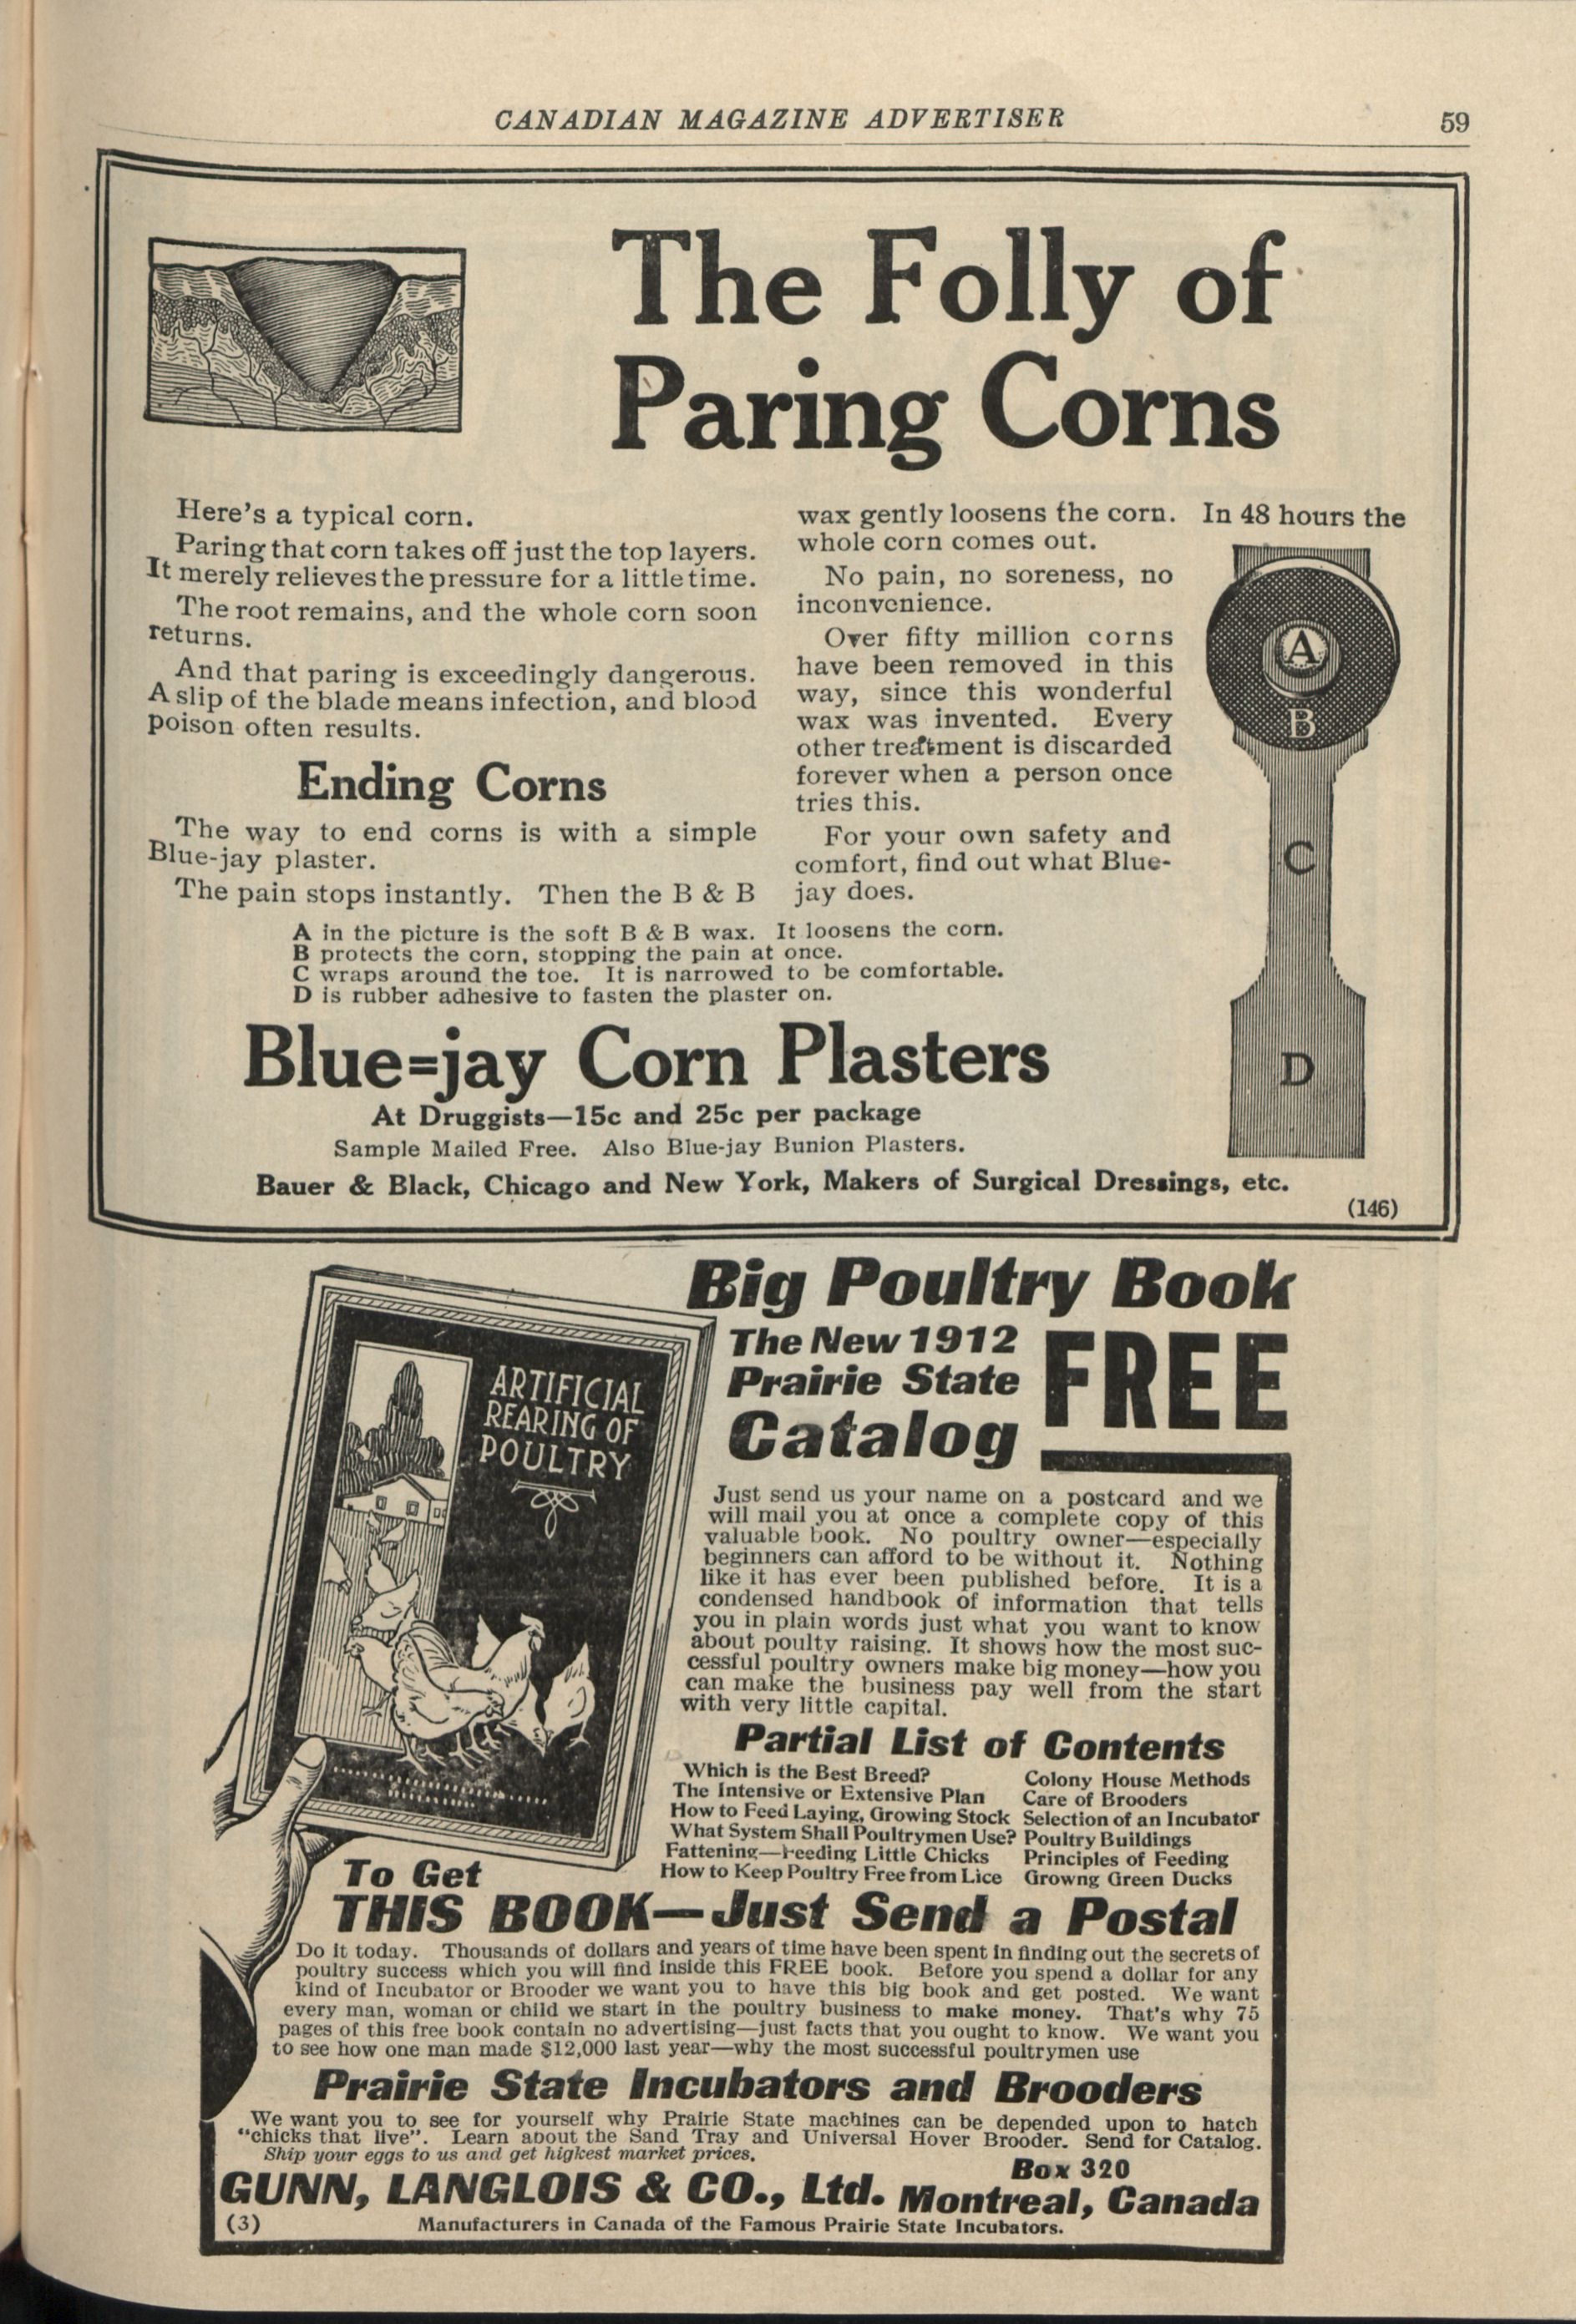 CANADIAN MAGAZINE ADVERTISER 59
The Folly of
Paring Corns
Here's a typical corn.
Paring that corn takes off just the top layers.
It merely relieves the pressure for a little time.
The root remains, and the whole corn soon
returns.
And that paring is exceedingly dangerous.
A slip of the blade means infection, and blood
poison often results.
Ending Corns
The way to end corns is with a simple
Blue-jay plaster.
The pain stops instantly. Then the B & B
wax gently loosens the corn. In 48 hours the
whole corn comes out.
No pain, no soreness, no
inconvenience.
Over fifty million corns
have been removed in this
way, since this wonderful
wax was invented. Every
other treatment is discarded
forever when a person once
tries this.
For your own safety and
comfort, find out what Blue-
jay does.
A
B
C
D
A in the picture is the soft B & B wax. It loosens the corn.
B protects the corn, stopping the pain at once.
C wraps around the toe. It is narrowed to be comfortable.
D is rubber adhesive to fasten the plaster on.
Blue=jay Corn Plasters
At Druggists—15c and 25c per package
Sample Mailed Free. Also Blue-jay Bunion Plasters.
Bauer & Black, Chicago and New York, Makers of Surgical Dressings, etc.
(146)
Big Poultry Book
The New 1912
Prairie State
Catalog
FREE
ARTIFICIAL
REARING OF
POULTRY
Just send us your name on a postcard and we
will mail you at once a complete copy of this
valuable book. No poultry owner—especially
beginners can afford to be without it. Nothing
like it has ever been published before. It is a
condensed handbook of information that tells
you in plain words just what you want to know
about poulty raising. It shows how the most suc-
cessful poultry owners make big money—how you
can make the business pay well from the start
with very little capital.
Partial List of Contents
Which is the Best Breed?
The Intensive or Extensive Plan
How to Feed Laying, Growing Stock
What System Shall Poultrymen Use?
Fattening—Feeding Little Chicks
How to Keep Poultry Free from Lice
Colony House Methods
Care of Brooders
Selection of an Incubator
Poultry Buildings
Principles of Feeding
Growng Green Ducks
To Get
THIS BOOK—Just Send a Postal
Do it today. Thousands of dollars and years of time have been spent in finding out the secrets of
poultry success which you will find inside this FREE book. Before you spend a dollar for any
kind of Incubator or Brooder we want you to have this big book and get posted. We want
every man, woman or child we start in the poultry business to make money. That's why 75
pages of this free book contain no advertising—just facts that you ought to know. We want you
to see how one man made $12,000 last year—why the most successful poultrymen use
Prairie State Incubators and Brooders
We want you to see for yourself why Prairie State machines can be depended upon to hatch
"chicks that live". Learn about the Sand Tray and Universal Hover Brooder. Send for Catalog.
Ship your eggs to us and get highest market prices.
GUNN, LANGLOIS & CO., Ltd.
Box 320
Montreal, Canada
(3) Manufacturers in Canada of the Famous Prairie State Incubators.